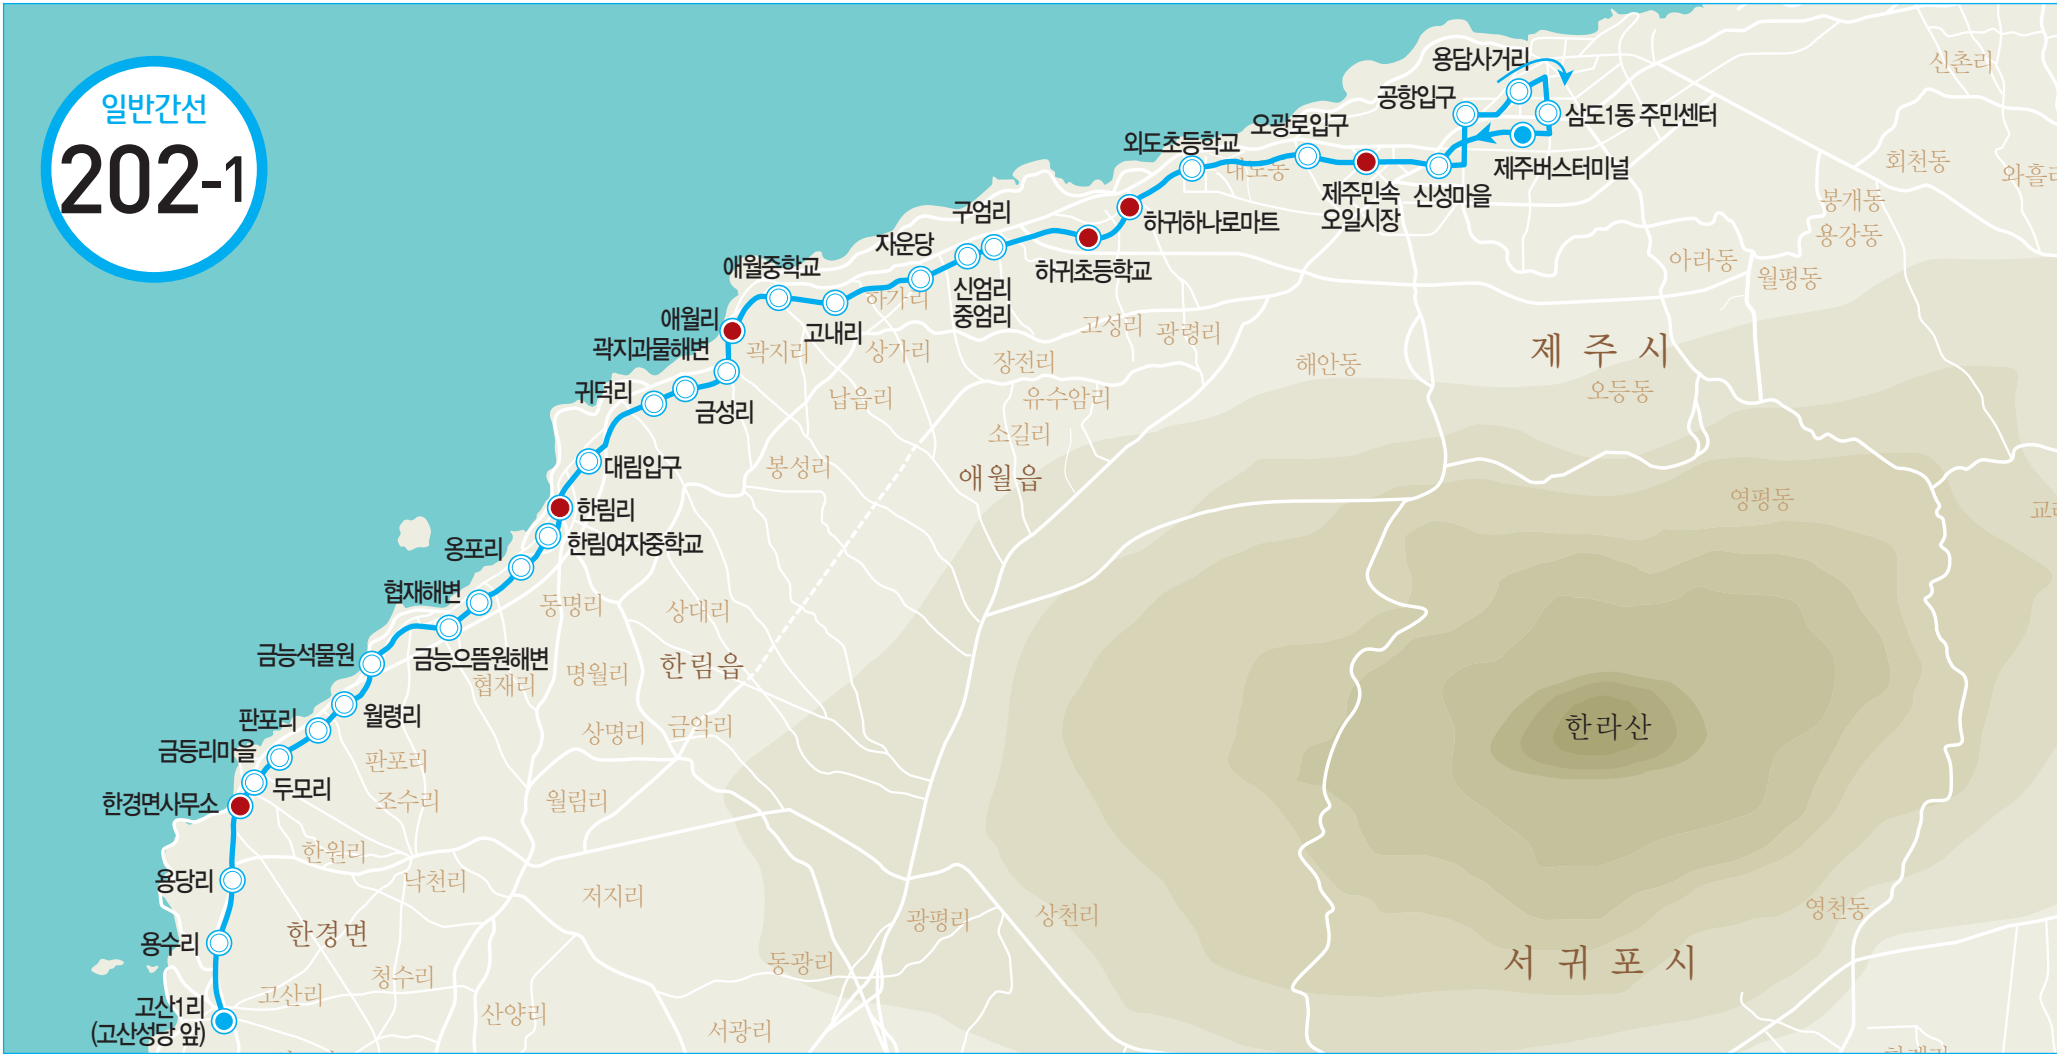 일반간선
202-1
용담사거리
공항입구
삼도1동 주민센터
제주버스터미널
오광로입구
외도초등학교
제주민속
오일시장
신성마을
하귀하나로마트
하귀초등학교
구엄리
자운당
신엄리
중엄리
애월중학교
고내리
애월리
곽지과물해변
귀덕리
금성리
대림입구
한림리
한림여자중학교
옹포리
협재해변
금능으뜸원해변
금능석물원
월령리
판포리
금등리마을
두모리
한경면사무소
용당리
용수리
고산1리
(고산성당 앞)
신촌리
회천동
와흘리
봉개동
용강동
아라동
월평동
대도동
하가리
고성리
광령리
곽지리
상가리
장전리
해안동
제주시
오등동
납읍리
유수암리
소길리
봉성리
애월읍
영평동
동명리
상대리
명월리
한림읍
협재리
상명리
금악리
한라산
판포리
조수리
월림리
한원리
낙천리
저지리
한경면
광평리
상천리
영천동
서귀포시
동광리
청수리
고산리
산양리
서광리